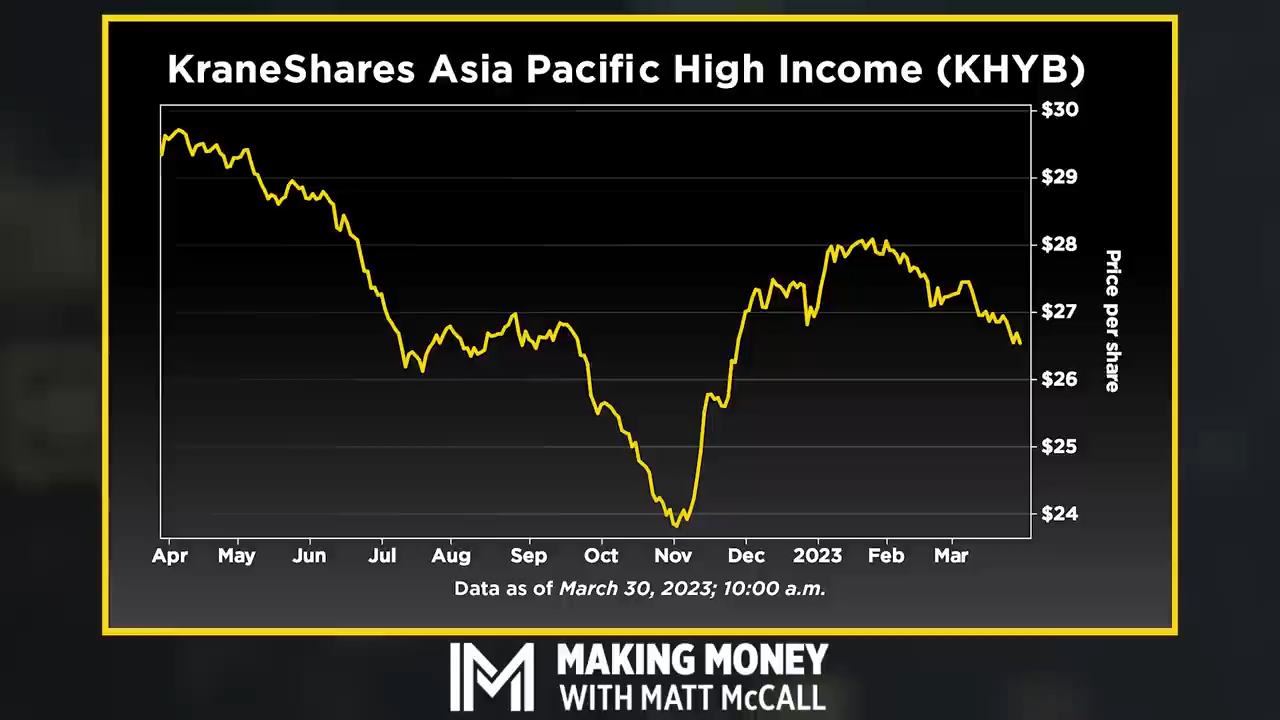 KraneShares Asia Pacific High Income (KHYB)
$30
$29
$28
$27
$26
$25
$24
Price per share
Apr May Jun Jul Aug Sep Oct Nov Dec 2023 Feb Mar
Data as of March 30, 2023; 10:00 a.m.
MAKING MONEY
WITH MATT McCALL